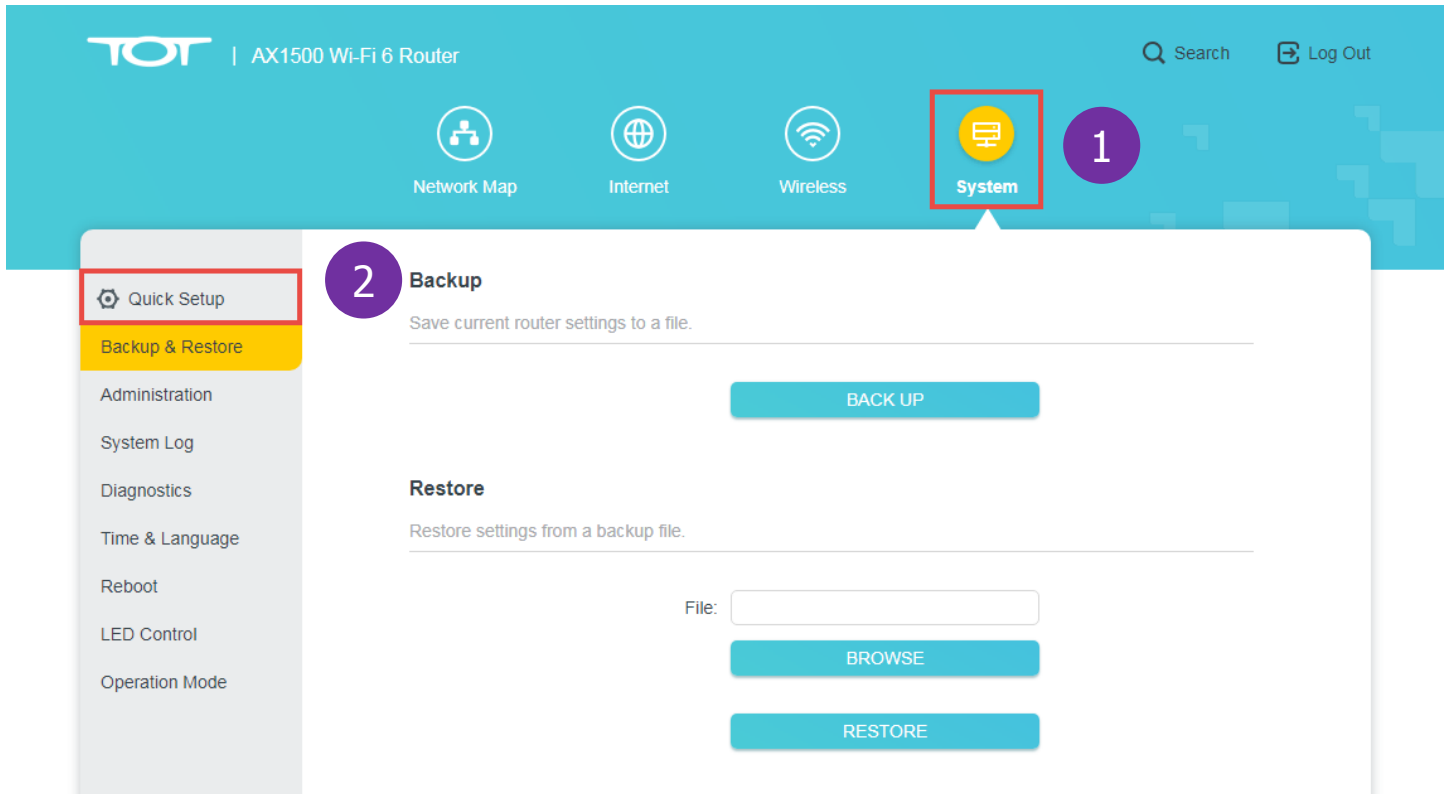 TOT | AX1500 Wi-Fi 6 Router
Search
Log Out
Network Map
Internet
Wireless
System
1
Quick Setup
2
Backup & Restore
Administration
System Log
Diagnostics
Time & Language
Reboot
LED Control
Operation Mode
Backup
Save current router settings to a file.
BACK UP
Restore
Restore settings from a backup file.
File:
BROWSE
RESTORE